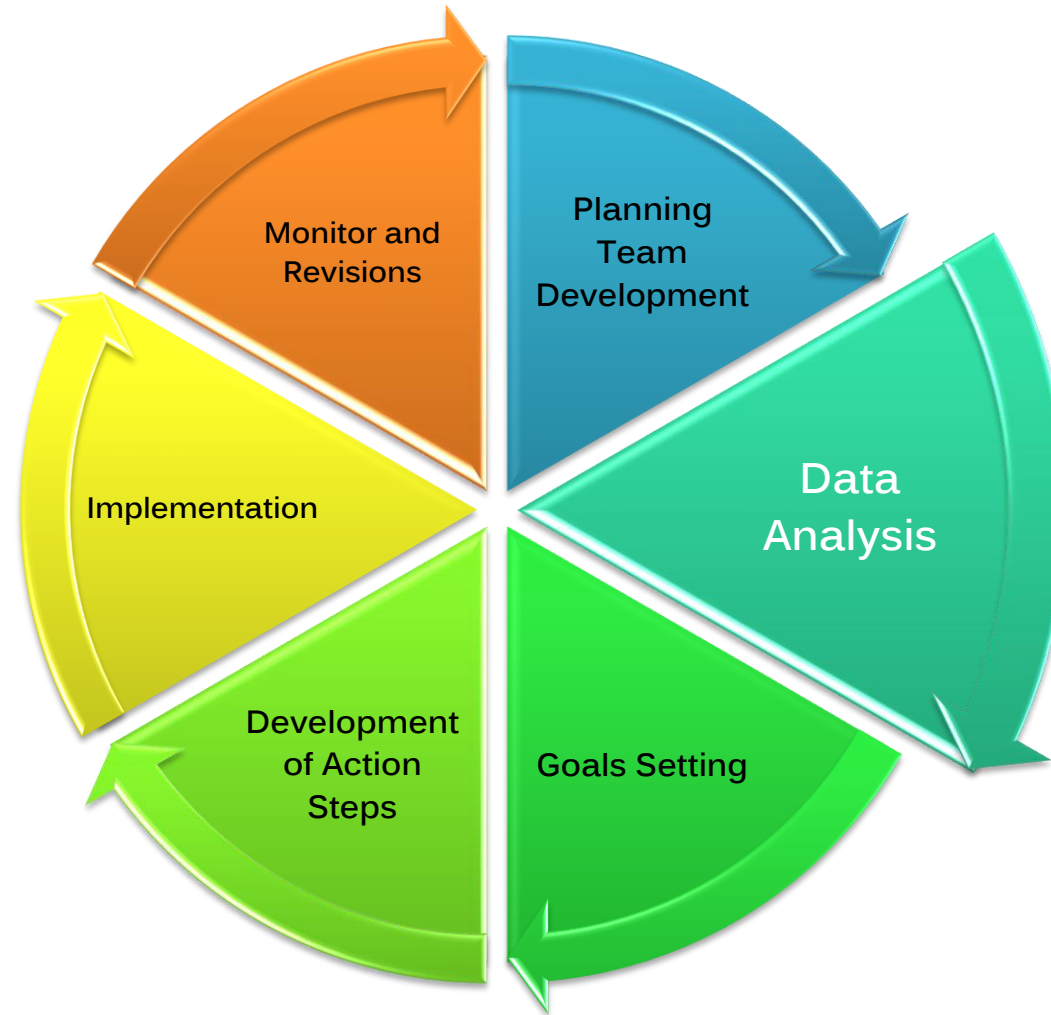 Planning
Team
Development
Data
Analysis
Goals Setting
Development
of Action
Steps
Implementation
Monitor and
Revisions